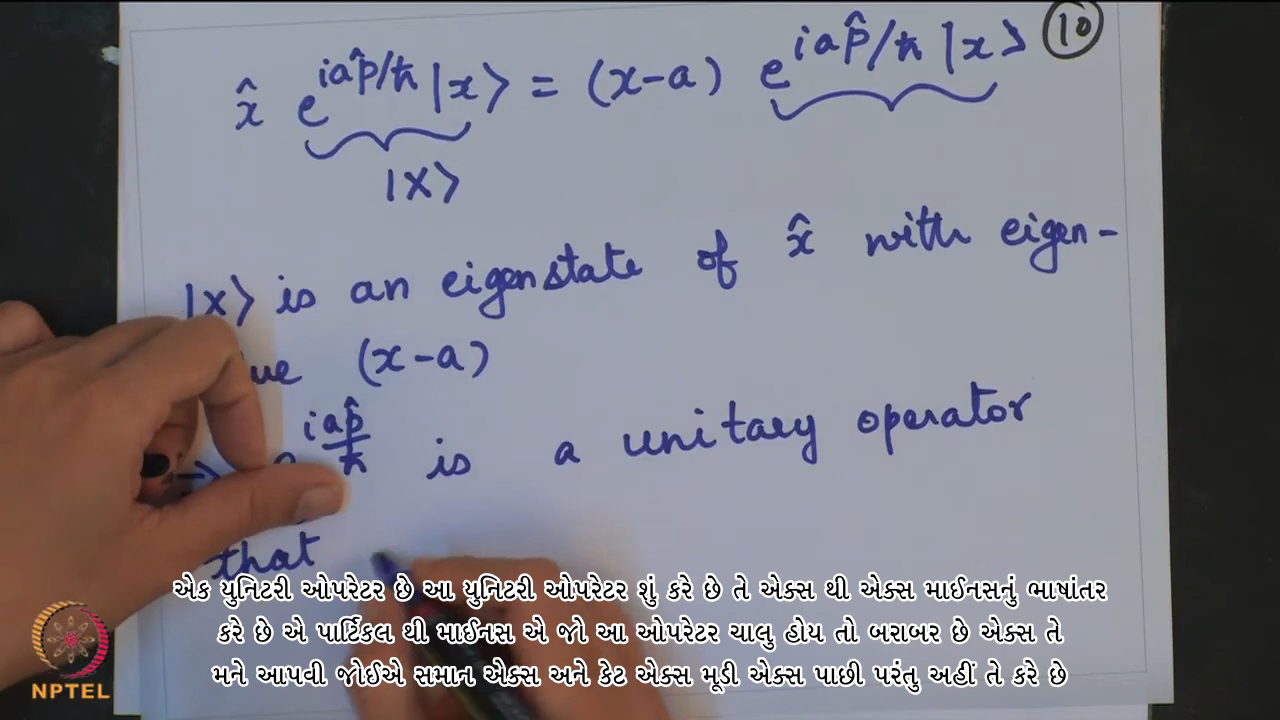 x̂ e^{iap̂/ħ} |x⟩ = (x-a) e^{iap̂/ħ} |x⟩ ⑩
|X⟩
|X⟩ is an eigenstate of x̂ with eigen-
(x-a)
iap̂/ħ is a unitary operator
that
એક યુનિટરી ઓપરેટર છે આ યુનિટરી ઓપરેટર શું કરે છે તે એક્સ થી એક્સ માઈનસનું ભાષાંતર
કરે છે એ પાર્ટિકલ થી માઈનસ એ જો આ ઓપરેટર ચાલુ હોય તો બરાબર છે એક્સ તે
મને આપવી જોઈએ સમાન એક્સ અને કેટ એક્સ મૂડી એક્સ પાછી પરંતુ અહીં તે કરે છે
NPTEL